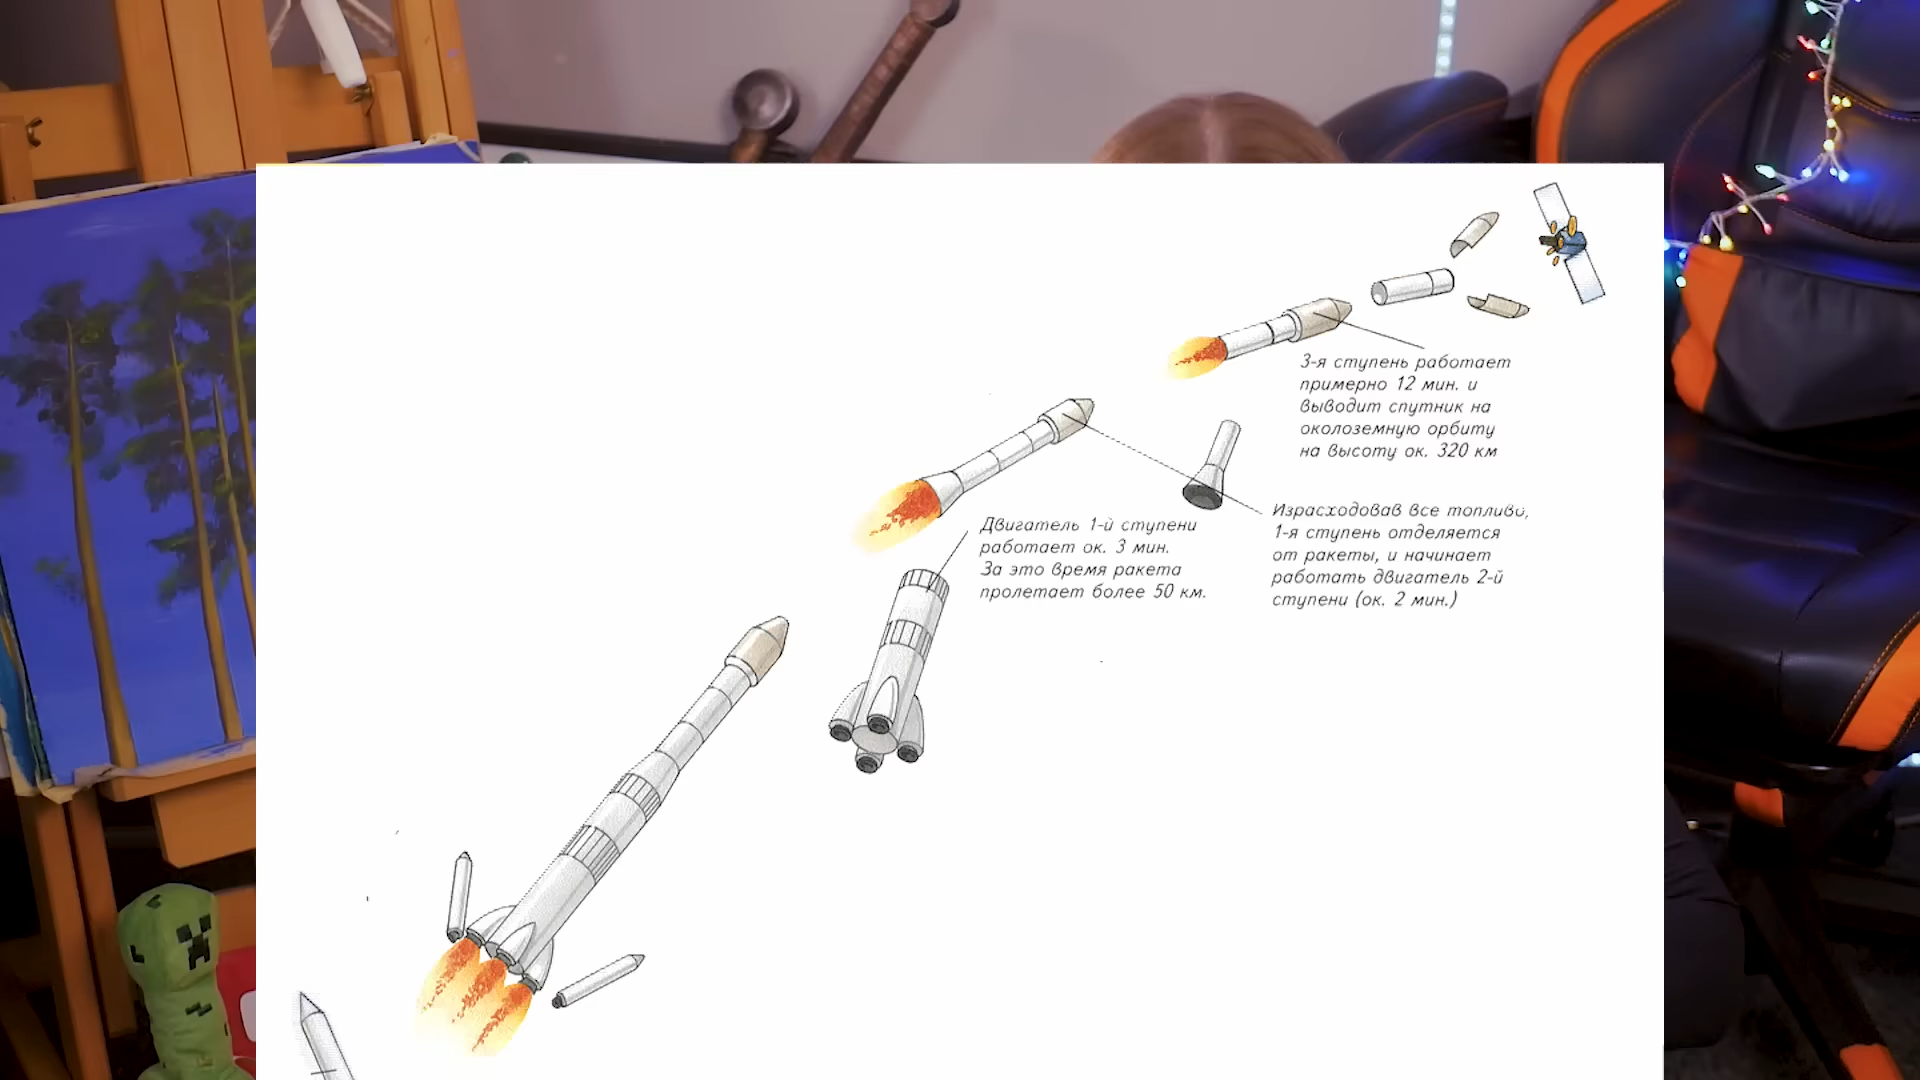 3-я ступень работает
примерно 12 мин. и
выводит спутник на
околоземную орбиту
на высоту ок. 320 км
Двигатель 1-й ступени
работает ок. 3 мин.
За это время ракета
пролетает более 50 км.
Израсходовав все топливо,
1-я ступень отделяется
от ракеты, и начинает
работать двигатель 2-й
ступени (ок. 2 мин.)